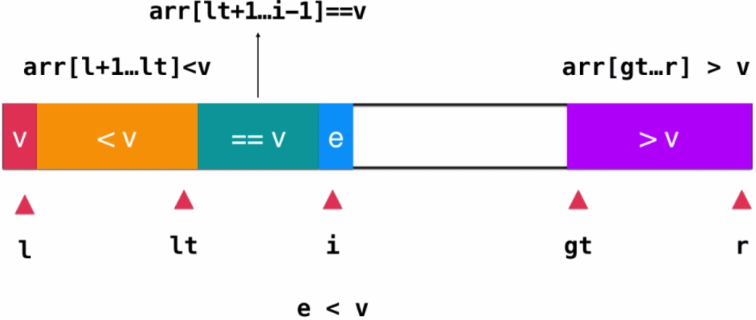 arr[lt+1…i-1]==v
arr[l+1…lt]<v
arr[gt…r] > v
v
< v
== v
e
> v
l
lt
i
gt
r
e < v